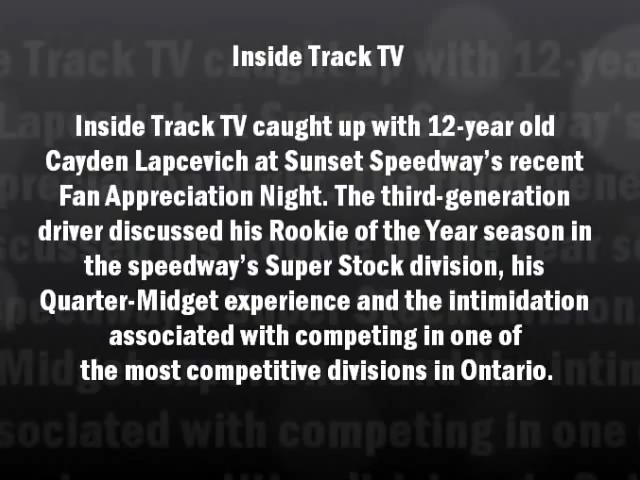 Inside Track TV
Inside Track TV caught up with 12-year old
Cayden Lapcevich at Sunset Speedway's recent
Fan Appreciation Night. The third-generation
driver discussed his Rookie of the Year season in
the speedway's Super Stock division, his
Quarter-Midget experience and the intimidation
associated with competing in one of
the most competitive divisions in Ontario.